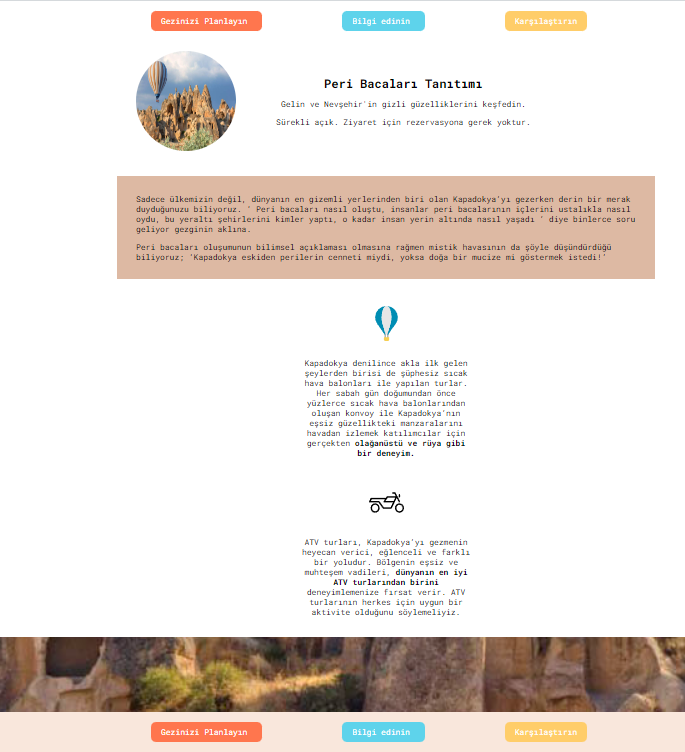 Gezinizi Planlayın
Bilgi edinin
Karşılaştırın
Peri Bacaları Tanıtımı
Gelin ve Nevşehir'in gizli güzelliklerini keşfedin.
Sürekli açık. Ziyaret için rezervasyona gerek yoktur.
Sadece ülkemizin değil, dünyanın en gizemli yerlerinden biri olan Kapadokya'yı gezerken derin bir merak
duyduğunuzu biliyoruz. ' Peri bacaları nasıl oluştu, insanlar peri bacalarının içlerini ustalıkla nasıl
oydu, bu yeraltı şehirlerini kimler yaptı, o kadar insan yerin altında nasıl yaşadı ' diye binlerce soru
geliyor gezginin aklına.
Peri bacaları oluşumunun bilimsel açıklaması olmasına rağmen mistik havasının da şöyle düşündürdüğü
biliyoruz; 'Kapadokya eskiden perilerin cenneti miydi, yoksa doğa bir mucize mi göstermek istedi!'
Kapadokya denilince akla ilk gelen
şeylerden birisi de şüphesiz sıcak
hava balonları ile yapılan turlar.
Her sabah gün doğumundan önce
yüzlerce sıcak hava balonlarından
oluşan konvoy ile Kapadokya'nın
eşsiz güzellikteki manzaralarını
havadan izlemek katılımcılar için
gerçekten olağanüstü ve rüya gibi
bir deneyim.
ATV turları, Kapadokya'yı gezmenin
heyecan verici, eğlenceli ve farklı
bir yoludur. Bölgenin eşsiz ve
muhteşem vadileri, dünyanın en iyi
ATV turlarından birini
deneyimlemenize fırsat verir. ATV
turlarının herkes için uygun bir
aktivite olduğunu söylemeliyiz.
Gezinizi Planlayın
Bilgi edinin
Karşılaştırın